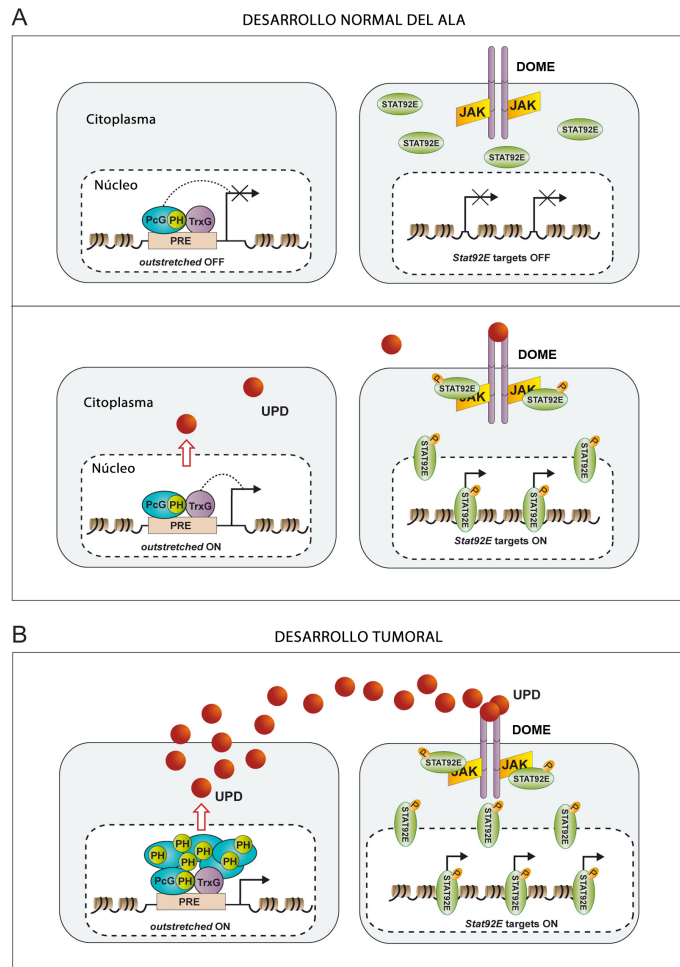 A
DESARROLLO NORMAL DEL ALA
Citoplasma
Núcleo
PcG PH TrxG
PRE
outstretched OFF
DOME
JAK JAK
STAT92E
STAT92E
STAT92E
STAT92E
Stat92E targets OFF
Citoplasma
UPD
Núcleo
PcG PH TrxG
PRE
outstretched ON
DOME
P STAT92E JAK
JAK STAT92E P
STAT92E P
STAT92E P
STAT92E P
STAT92E P
Stat92E targets ON
B
DESARROLLO TUMORAL
UPD
PH
PH
PH
PH
PH
PH
PcG PH TrxG
PRE
outstretched ON
UPD
DOME
P STAT92E JAK
JAK STAT92E P
STAT92E P
STAT92E P
STAT92E P
STAT92E P
STAT92E P
STAT92E P
Stat92E targets ON